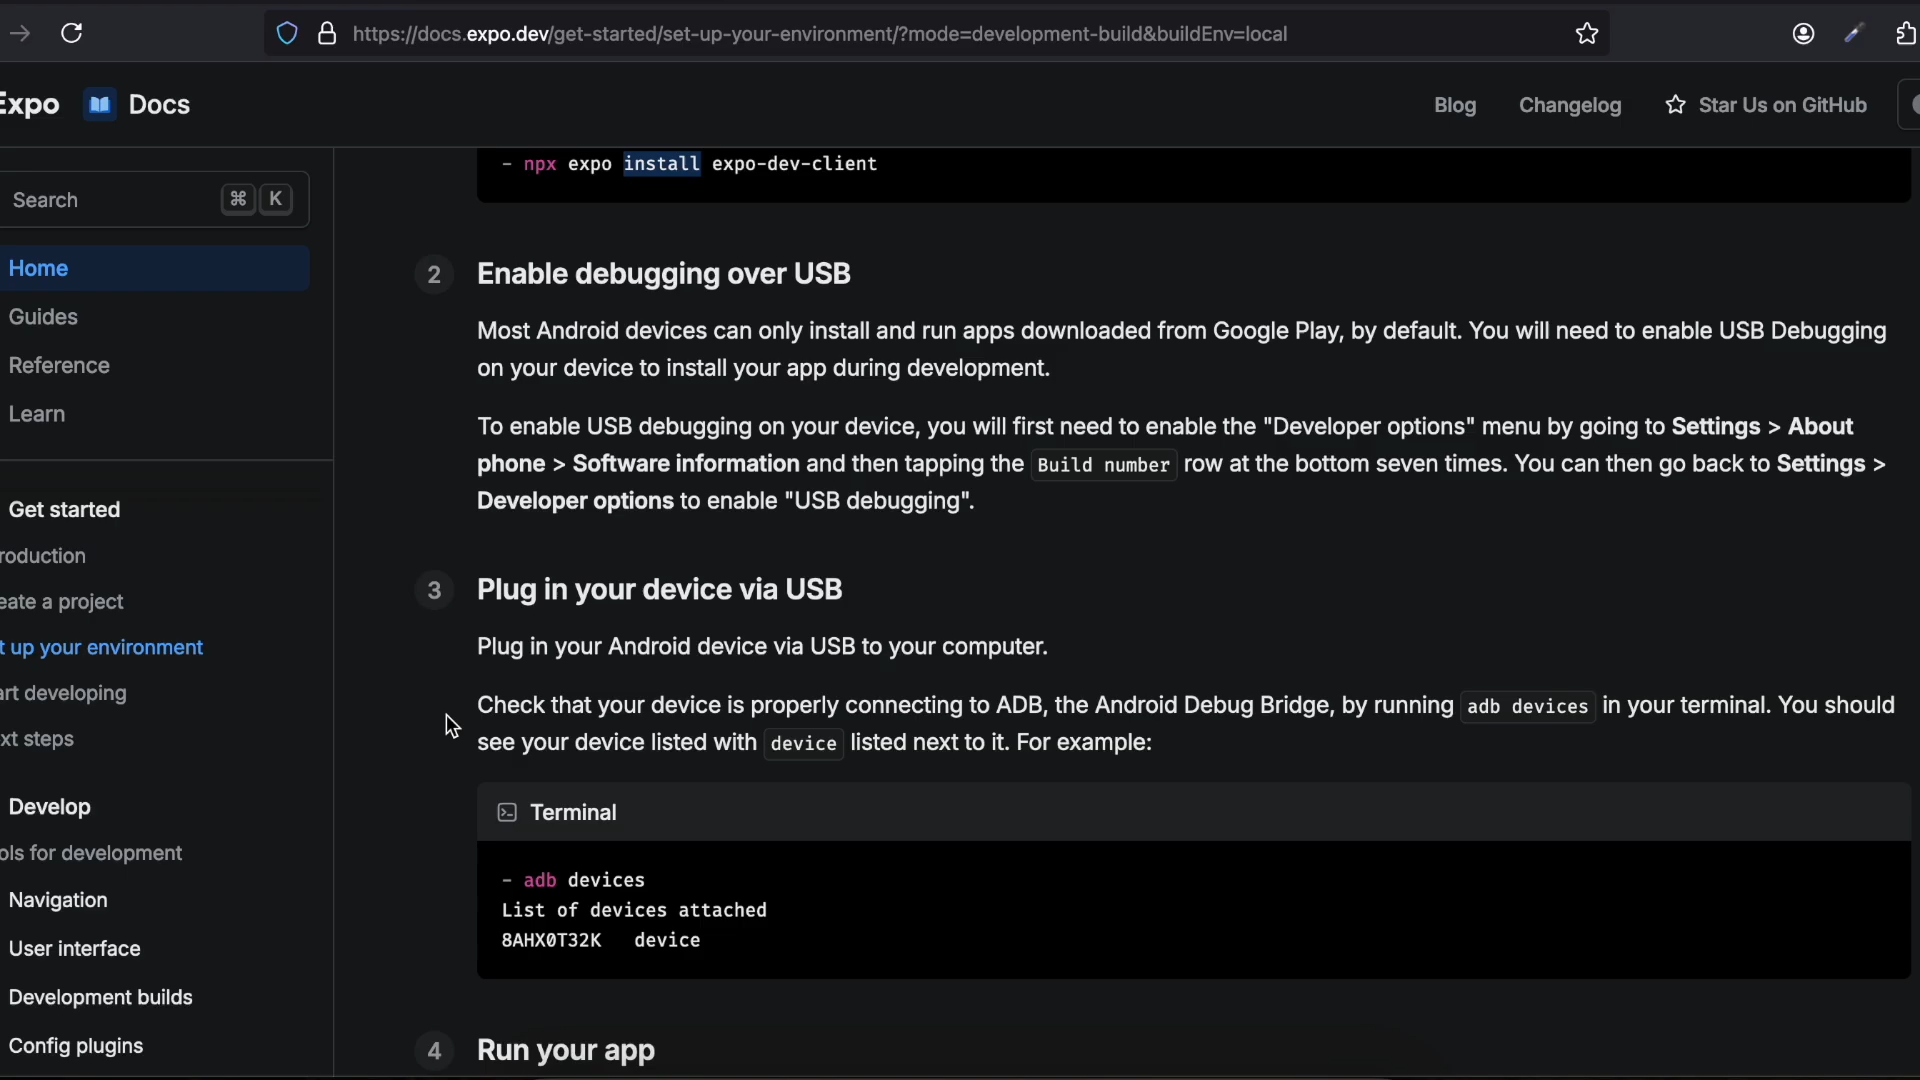 https://docs.expo.dev/get-started/set-up-your-environment/?mode=development-build&buildEnv=local
Expo Docs
Blog Changelog Star Us on GitHub
Search ⌘ K
Home
Guides
Reference
Learn
Get started
roduction
eate a project
t up your environment
art developing
xt steps
Develop
ols for development
Navigation
User interface
Development builds
Config plugins
- npx expo install expo-dev-client
2 Enable debugging over USB
Most Android devices can only install and run apps downloaded from Google Play, by default. You will need to enable USB Debugging
on your device to install your app during development.
To enable USB debugging on your device, you will first need to enable the "Developer options" menu by going to Settings > About
phone > Software information and then tapping the Build number row at the bottom seven times. You can then go back to Settings >
Developer options to enable "USB debugging".
3 Plug in your device via USB
Plug in your Android device via USB to your computer.
Check that your device is properly connecting to ADB, the Android Debug Bridge, by running adb devices in your terminal. You should
see your device listed with device listed next to it. For example:
Terminal
- adb devices
List of devices attached
8AHX0T32K device
4 Run your app